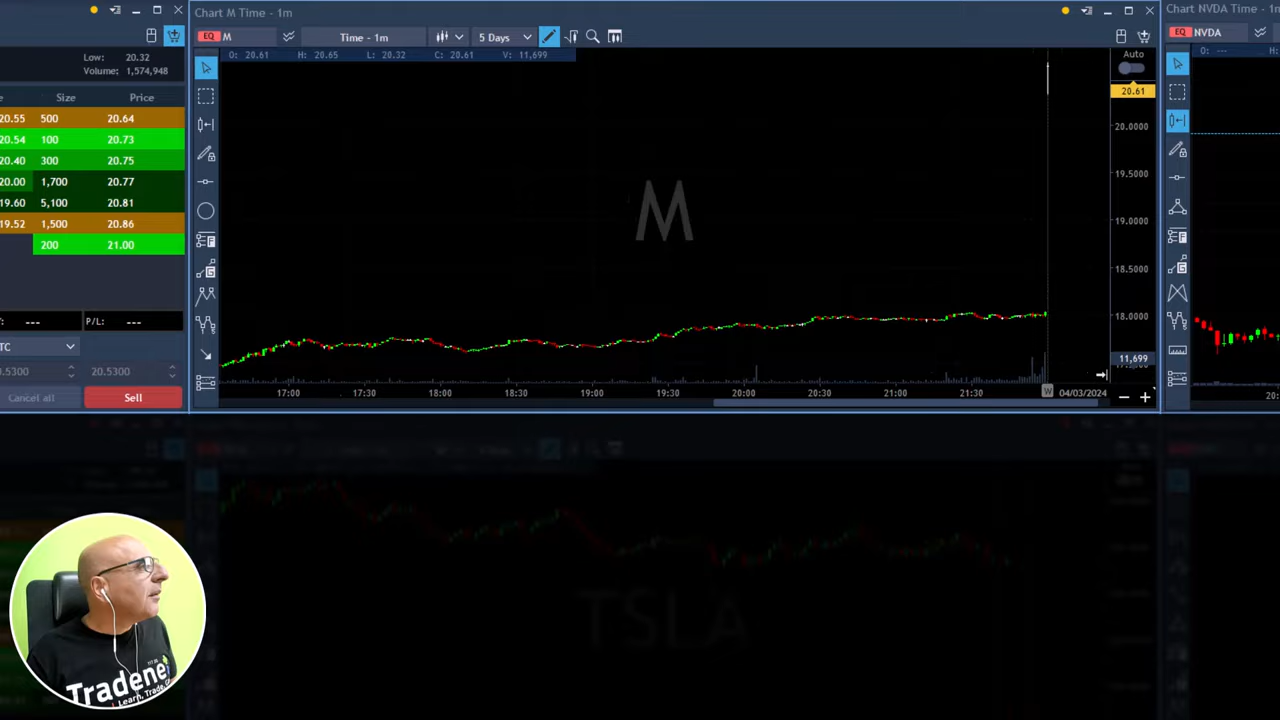 Chart M Time - 1m
EQ M Time - 1m 5 Days
O: 20.61 H: 20.65 L: 20.32 C: 20.61 V: 11,699
Low: 20.32
Volume: 1,574,948
Size Price
20.55 500 20.64
20.54 100 20.73
20.40 300 20.75
20.00 1,700 20.77
19.60 5,100 20.81
19.52 1,500 20.86
200 21.00
--- P/L: ---
TC
.5300 20.5300
Cancel all Sell
M
Auto
20.61
20.0000
19.5000
19.0000
18.5000
18.0000
11,699
17:00 17:30 18:00 18:30 19:00 19:30 20:00 20:30 21:00 21:30 W 04/03/2024
Chart NVDA Time - 1m
EQ NVDA
O: --- H:
20:
TSLA
Tradenet
Learn, Trade,